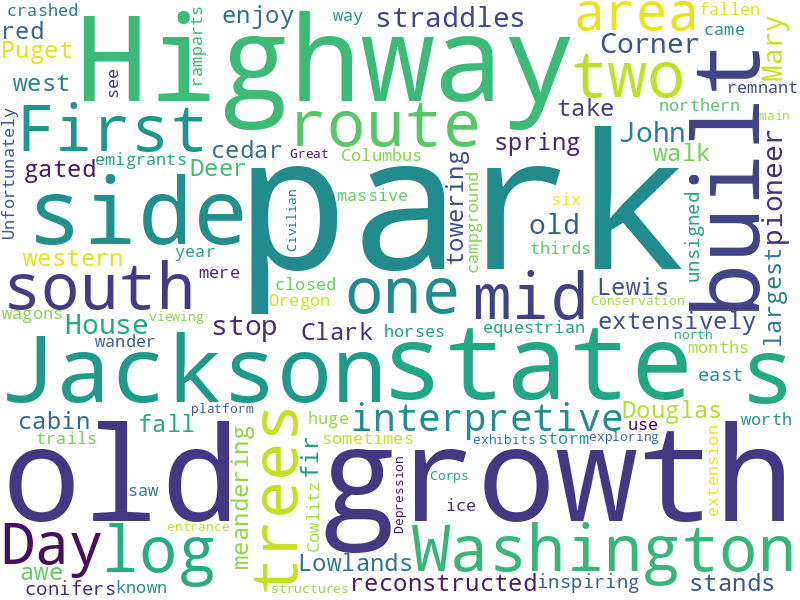 crashed
red
Puget
west
Highway
ramparts
see
enjoy
way
straddles
area
two
Corner
fallen
came
Mary
remnant
built
First
Unfortunately
gated
emigrants
Deer
cedar
route
Great
Columbus
spring
take
John
northern
walk
main
pioneer
side
park
massive
Civilian
towering
campground
old
six
thirds
unsigned
western
year
mere
south
closed
Oregon
one
mid
Lewis
Conservation
largest
wagons
viewing
House
stop
Clark
horses
equestrian
extensively
wander
Jackson
state
north
months
east
s
cabin
platform
fall
trails
trees
huge
interpretive
sometimes
fir
exhibits
storm
exploring
use
Douglas
worth
old
growth
saw
meandering
Cowlitz
Depression
Corps
ice
extension
Day
log
entrance
Washington
awe
conifers
known
structures
Lowlands
reconstructed
inspiring
stands